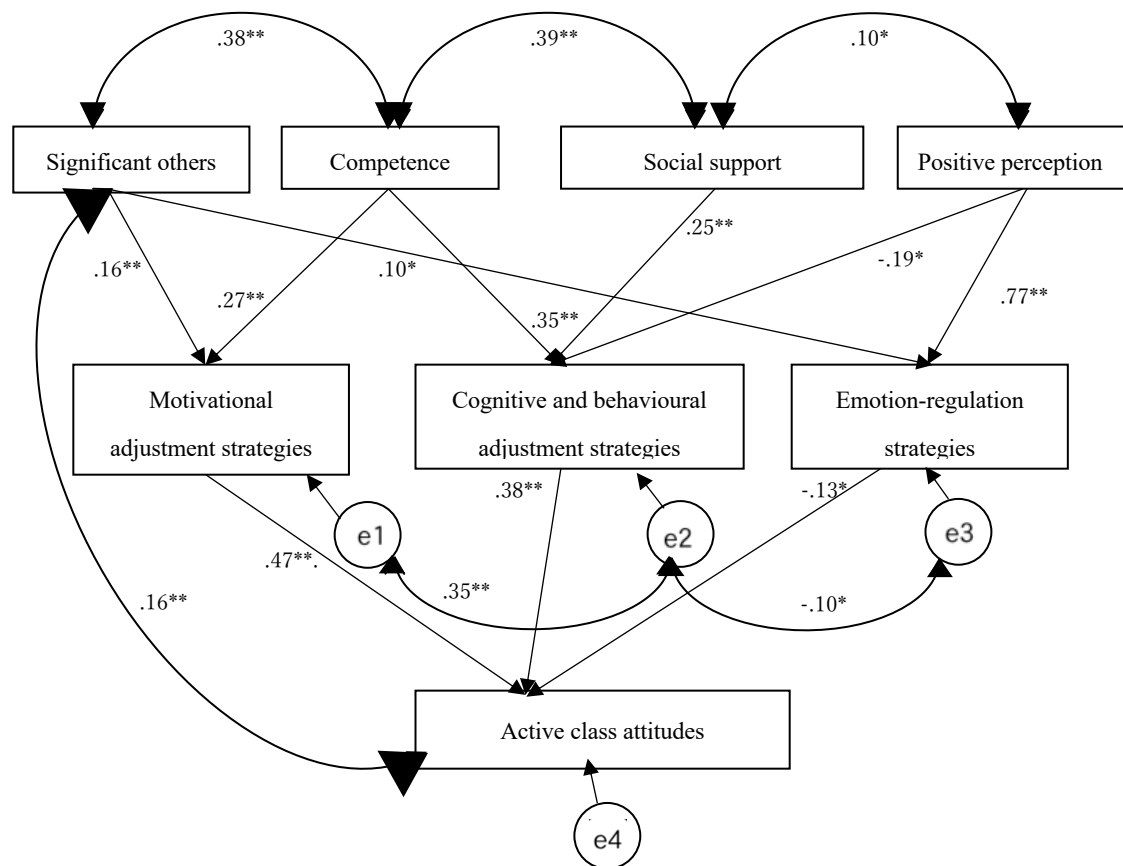 .38**
.39**
.10*
Significant others
Competence
Social support
Positive perception
.16**
.27**
.10*
.35**
.25**
-.19*
.77**
Motivational
adjustment strategies
Cognitive and behavioural
adjustment strategies
Emotion-regulation
strategies
.47**.
.38**
-.13*
e1
e2
e3
.16**
.35**
-.10*
Active class attitudes
e4